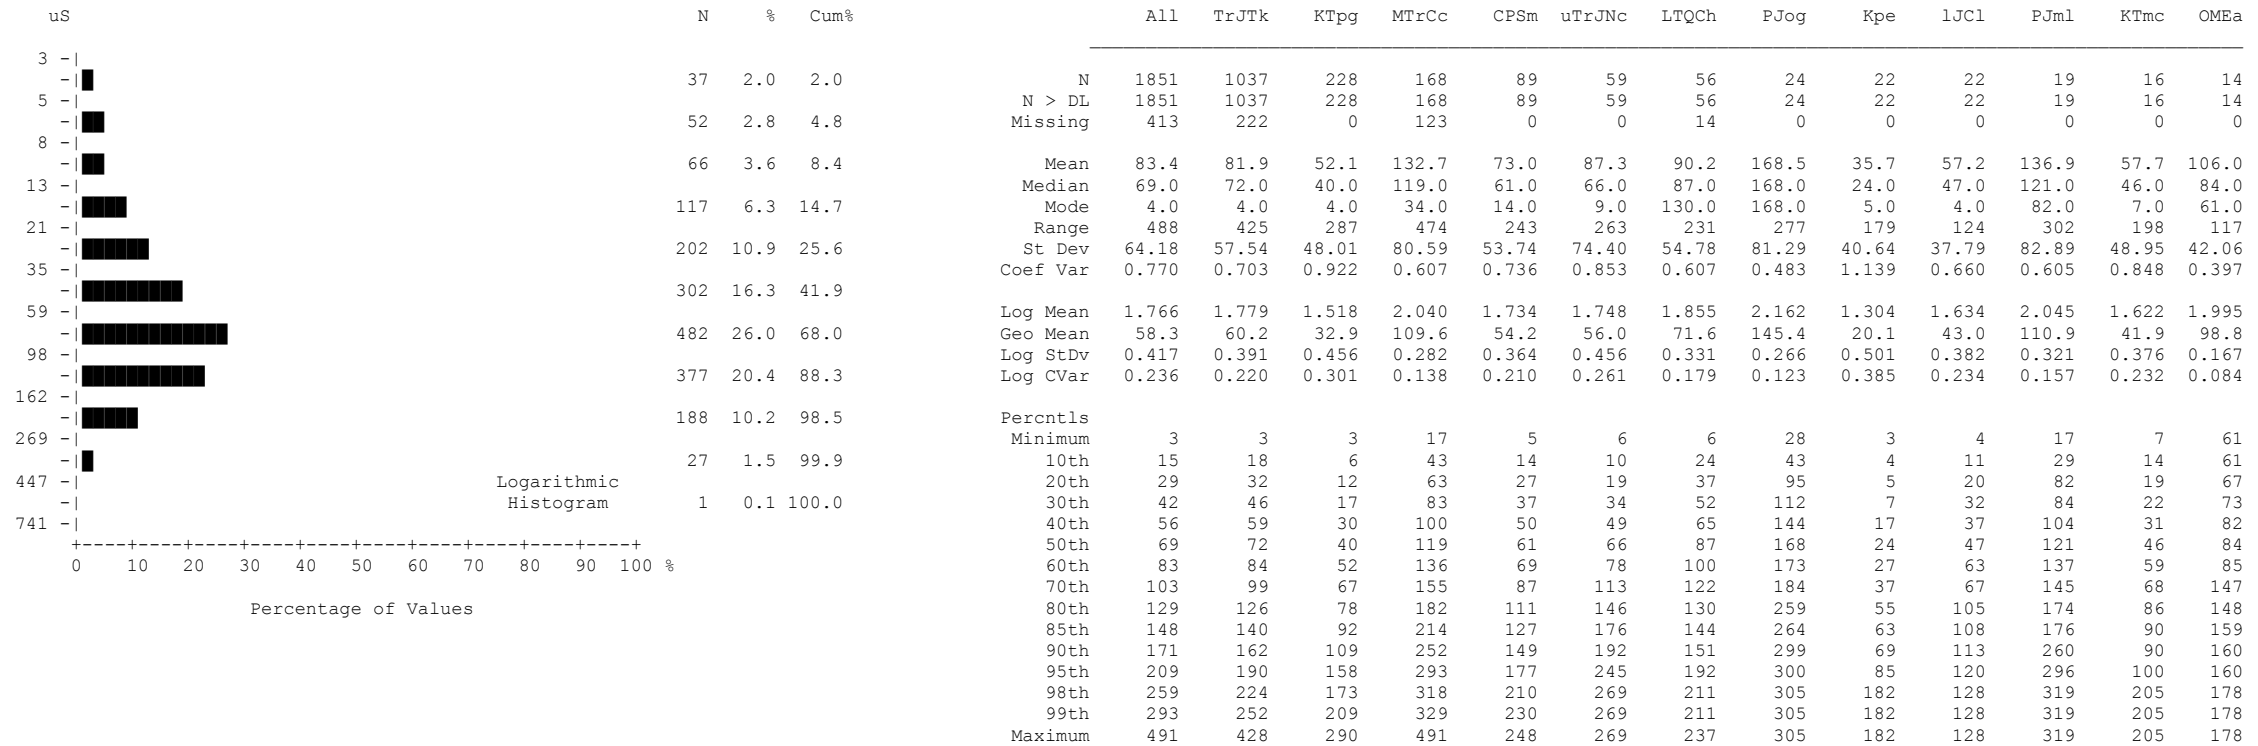 uS N % Cum% All TrJTk KTpg MTrCc CPSm uTrJNc LTQCh PJog Kpe lJCl PJml KTmc OMEa
3 -|
-| 37 2.0 2.0 N 1851 1037 228 168 89 59 56 24 22 22 19 16 14
5 -| N > DL 1851 1037 228 168 89 59 56 24 22 22 19 16 14
-| 52 2.8 4.8 Missing 413 222 0 123 0 0 14 0 0 0 0 0 0
8 -|
-| 66 3.6 8.4 Mean 83.4 81.9 52.1 132.7 73.0 87.3 90.2 168.5 35.7 57.2 136.9 57.7 106.0
13 -| Median 69.0 72.0 40.0 119.0 61.0 66.0 87.0 168.0 24.0 47.0 121.0 46.0 84.0
-| 117 6.3 14.7 Mode 4.0 4.0 4.0 34.0 14.0 9.0 130.0 168.0 5.0 4.0 82.0 7.0 61.0
21 -| Range 488 425 287 474 243 263 231 277 179 124 302 198 117
-| 202 10.9 25.6 St Dev 64.18 57.54 48.01 80.59 53.74 74.40 54.78 81.29 40.64 37.79 82.89 48.95 42.06
35 -| Coef Var 0.770 0.703 0.922 0.607 0.736 0.853 0.607 0.483 1.139 0.660 0.605 0.848 0.397
-| 302 16.3 41.9
59 -| Log Mean 1.766 1.779 1.518 2.040 1.734 1.748 1.855 2.162 1.304 1.634 2.045 1.622 1.995
-| 482 26.0 68.0 Geo Mean 58.3 60.2 32.9 109.6 54.2 56.0 71.6 145.4 20.1 43.0 110.9 41.9 98.8
98 -| Log StDv 0.417 0.391 0.456 0.282 0.364 0.456 0.331 0.266 0.501 0.382 0.321 0.376 0.167
-| 377 20.4 88.3 Log CVar 0.236 0.220 0.301 0.138 0.210 0.261 0.179 0.123 0.385 0.234 0.157 0.232 0.084
162 -|
-| 188 10.2 98.5 Percntls
269 -| Minimum 3 3 3 17 5 6 6 28 3 4 17 7 61
-| 27 1.5 99.9 10th 15 18 6 43 14 10 24 43 4 11 29 14 61
447 -| Logarithmic 20th 29 32 12 63 27 19 37 95 5 20 82 19 67
-| Histogram 1 0.1 100.0 30th 42 46 17 83 37 34 52 112 7 32 84 22 73
741 -| 40th 56 59 30 100 50 49 65 144 17 37 104 31 82
+----+----+----+----+----+----+----+----+----+----+ 50th 69 72 40 119 61 66 87 168 24 47 121 46 84
0 10 20 30 40 50 60 70 80 90 100 % 60th 83 84 52 136 69 78 100 173 27 63 137 59 85
70th 103 99 67 155 87 113 122 184 37 67 145 68 147
Percentage of Values 80th 129 126 78 182 111 146 130 259 55 105 174 86 148
85th 148 140 92 214 127 176 144 264 63 108 176 90 159
90th 171 162 109 252 149 192 151 299 69 113 260 90 160
95th 209 190 158 293 177 245 192 300 85 120 296 100 160
98th 259 224 173 318 210 269 211 305 182 128 319 205 178
99th 293 252 209 329 230 269 211 305 182 128 319 205 178
Maximum 491 428 290 491 248 269 237 305 182 128 319 205 178